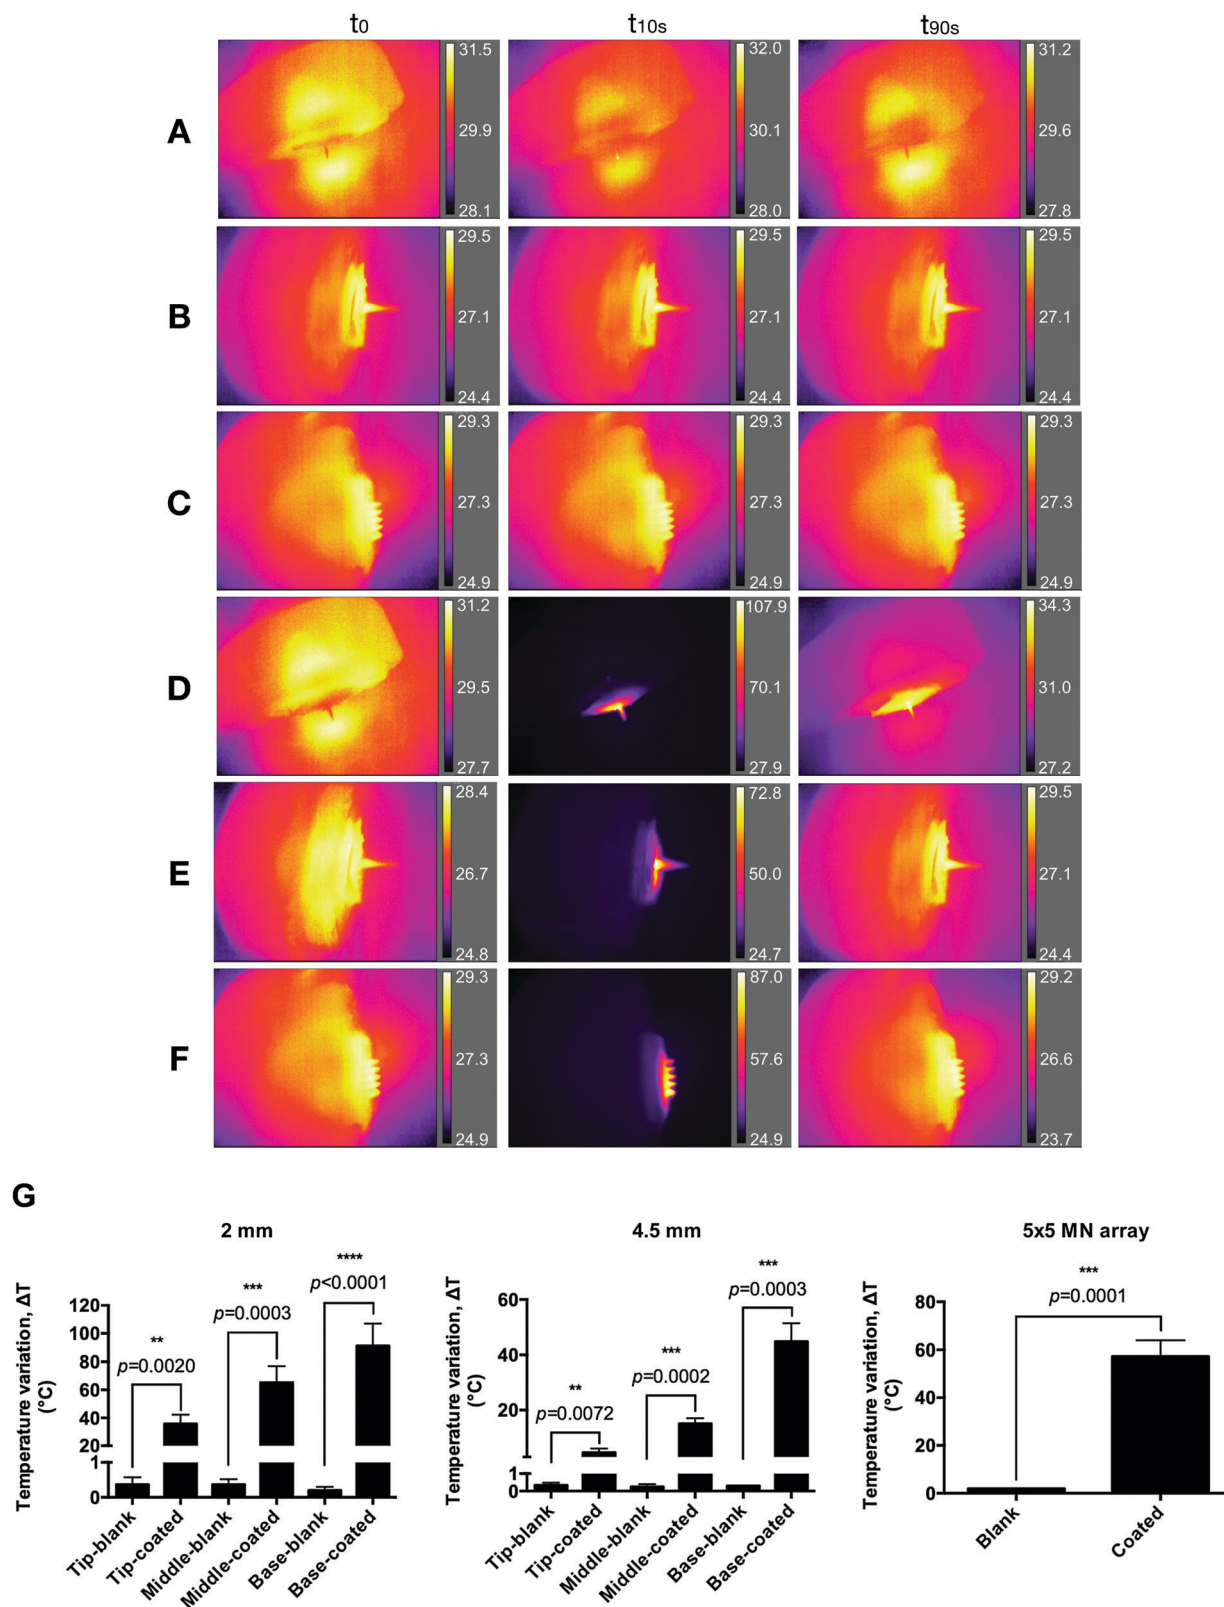 t0 t10s t90s
A
31.5 32.0 31.2
29.9 30.1 29.6
28.1 28.0 27.8
B
29.5 29.5 29.5
27.1 27.1 27.1
24.4 24.4 24.4
C
29.3 29.3 29.3
27.3 27.3 27.3
24.9 24.9 24.9
D
31.2 107.9 34.3
29.5 70.1 31.0
27.7 27.9 27.2
E
28.4 72.8 29.5
26.7 50.0 27.1
24.8 24.7 24.4
F
29.3 87.0 29.2
27.3 57.6 26.6
24.9 24.9 23.7
G
2 mm
Temperature variation, ΔT
(°C)
120
100
80
60
40
20
1
0
**
p=0.0020
***
p=0.0003
****
p<0.0001
Tip-blank
Tip-coated
Middle-blank
Middle-coated
Base-blank
Base-coated
4.5 mm
Temperature variation, ΔT
(°C)
60
40
20
1
0
**
p=0.0072
***
p=0.0002
***
p=0.0003
Tip-blank
Tip-coated
Middle-blank
Middle-coated
Base-blank
Base-coated
5x5 MN array
Temperature variation, ΔT
(°C)
80
60
40
20
0
***
p=0.0001
Blank
Coated